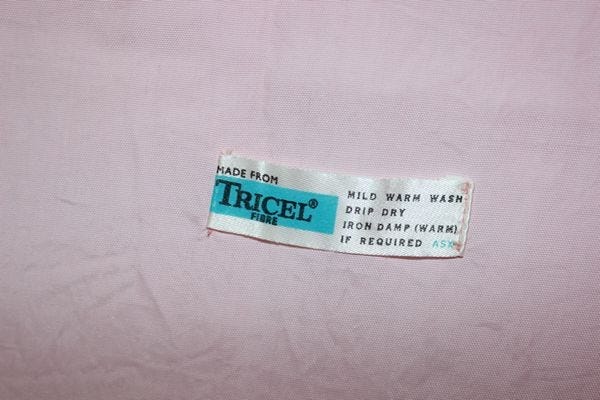 MADE FROM
TRICEL®
FIBRE
MILD WARM WASH
DRIP DRY
IRON DAMP (WARM)
IF REQUIRED ASK